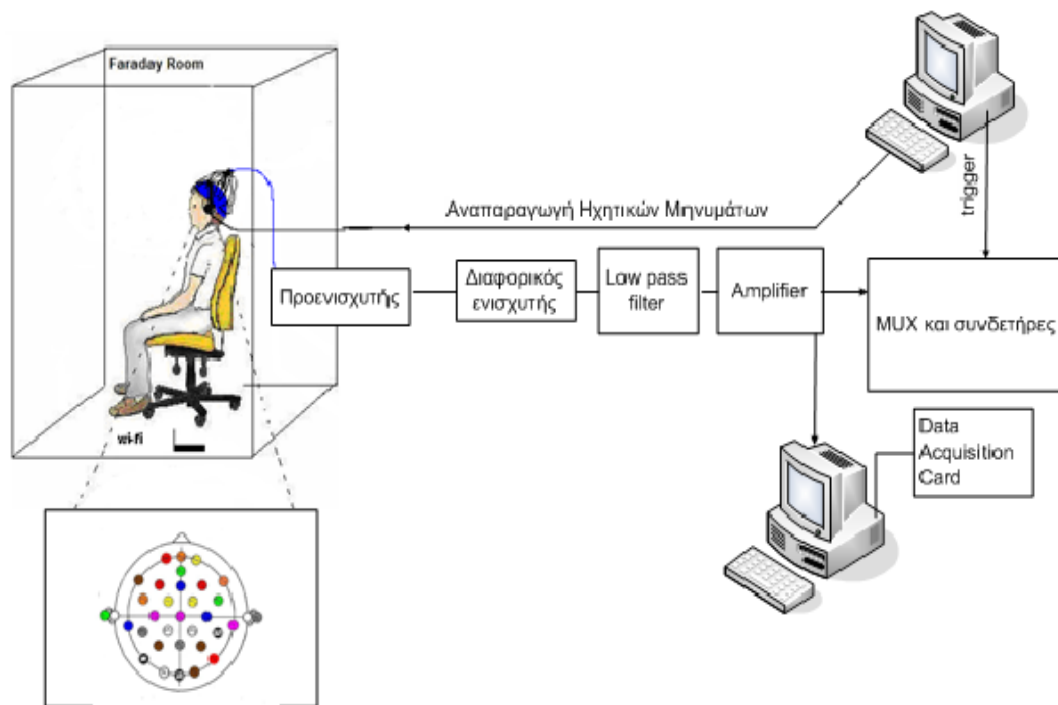 Faraday Room
trigger
Αναπαραγωγή Ηχητικών Μιηνυμάτων
Προενισχυτής
Διαφορικός
ενισχυτής
Low pass
filter
Amplifier
MUX και συνδετήρες
wi-fi
Data
Acquisition
Card